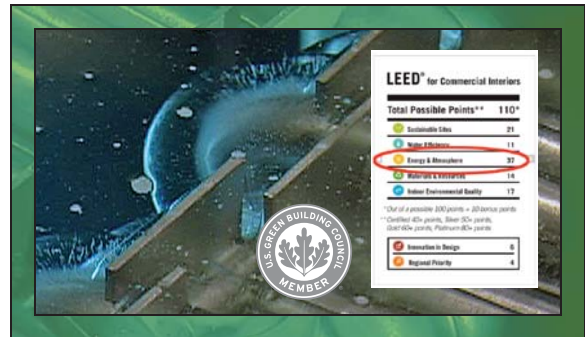 LEED® for Commercial Interiors
Total Possible Points** 110*
Sustainable Sites 21
Water Efficiency 11
Energy & Atmosphere 37
Materials & Resources 14
Indoor Environmental Quality 17
*Out of a possible 100 points + 10 bonus points
**Certified 40+ points, Silver 50+ points,
Gold 60+ points, Platinum 80+ points
Innovation in Design 6
Regional Priority 4
U.S. GREEN BUILDING COUNCIL
MEMBER